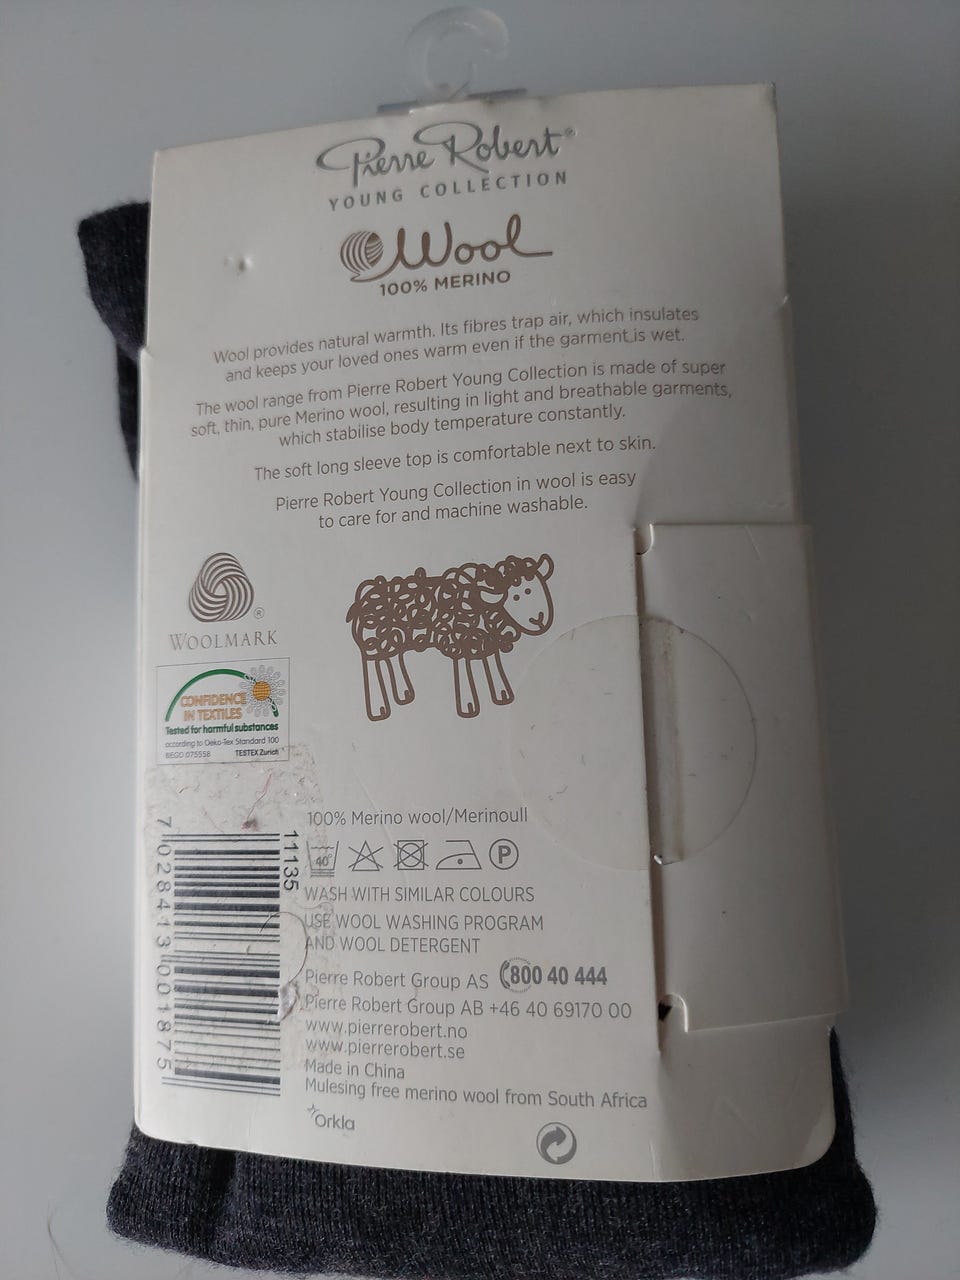 Pierre Robert®
YOUNG COLLECTION
Wool
100% MERINO
Wool provides natural warmth. Its fibres trap air, which insulates
and keeps your loved ones warm even if the garment is wet.
The wool range from Pierre Robert Young Collection is made of super
soft, thin, pure Merino wool, resulting in light and breathable garments,
which stabilise body temperature constantly.
The soft long sleeve top is comfortable next to skin.
Pierre Robert Young Collection in wool is easy
to care for and machine washable.
®
WOOLMARK
CONFIDENCE
IN TEXTILES
Tested for harmful substances
according to Oeko-Tex Standard 100
BEGO 075558 TESTEX Zurich
100% Merino wool/Merinoull
40°
P
WASH WITH SIMILAR COLOURS
USE WOOL WASHING PROGRAM
AND WOOL DETERGENT
Pierre Robert Group AS 800 40 444
Pierre Robert Group AB +46 40 69170 00
www.pierrerobert.no
www.pierrerobert.se
Made in China
Mulesing free merino wool from South Africa
Orkla
11135
7028413001875